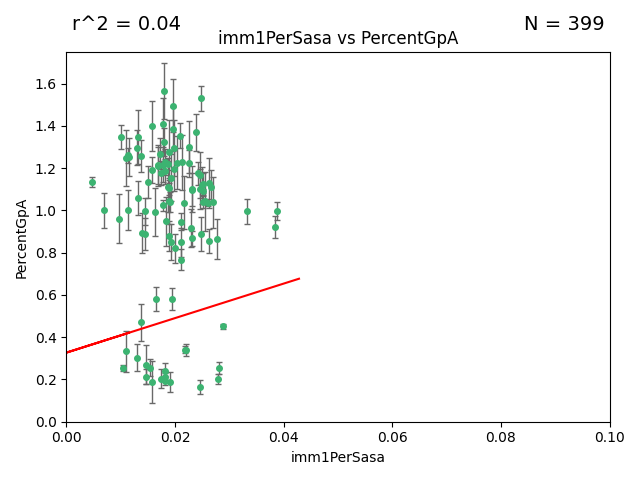 r^2 = 0.04
N = 399
imm1PerSasa vs PercentGpA
1.6
1.4
1.2
1.0
0.8
0.6
0.4
0.2
0.0
PercentGpA
0.00 0.02 0.04 0.06 0.08 0.10
imm1PerSasa